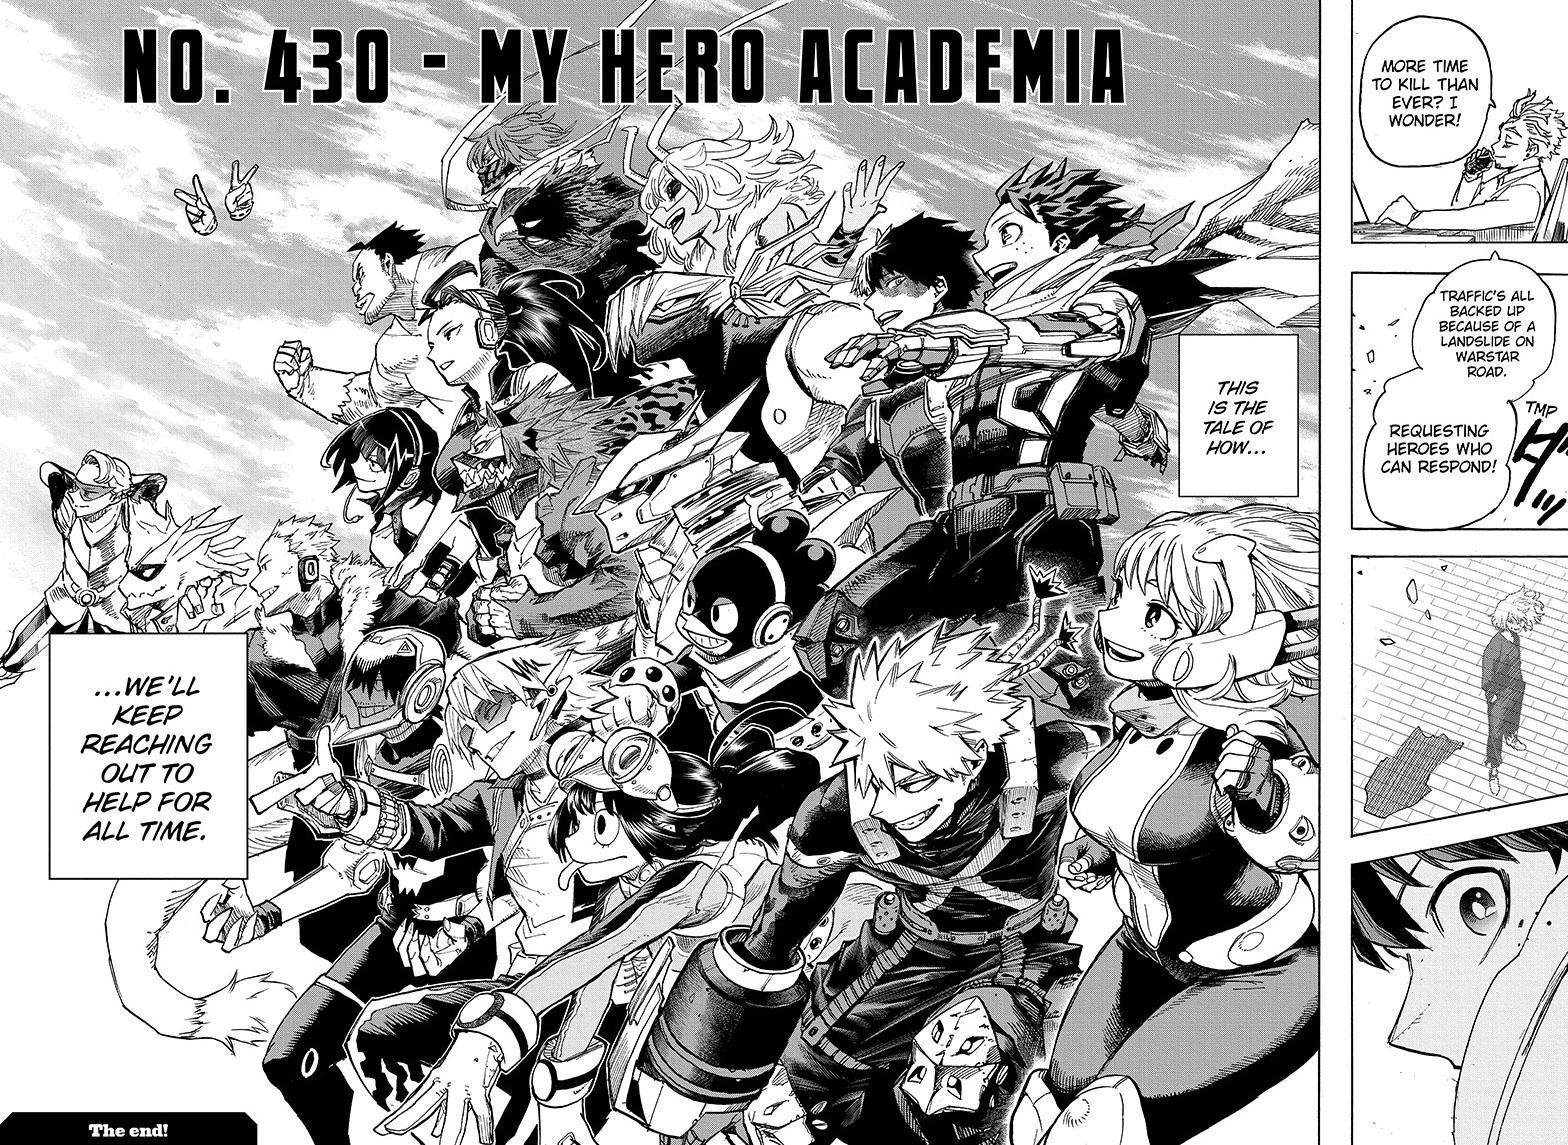 NO. 430 - MY HERO ACADEMIA
MORE TIME
TO KILL THAN
EVER? I
WONDER!
TRAFFIC'S ALL
BACKED UP
BECAUSE OF A
LANDSLIDE ON
WARSTAR
ROAD.
REQUESTING
HEROES WHO
CAN RESPOND!
TMP
ダッ
THIS
IS THE
TALE OF
HOW...
...WE'LL
KEEP
REACHING
OUT TO
HELP FOR
ALL TIME.
The end!